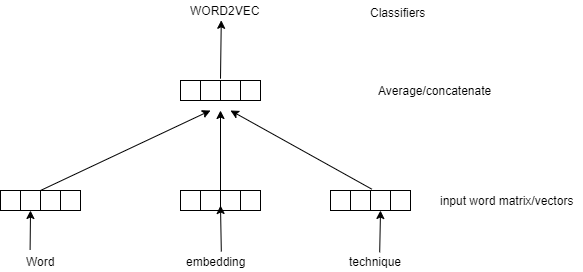 WORD2VEC
Classifiers
Average/concatenate
input word matrix/vectors
Word
embedding
technique